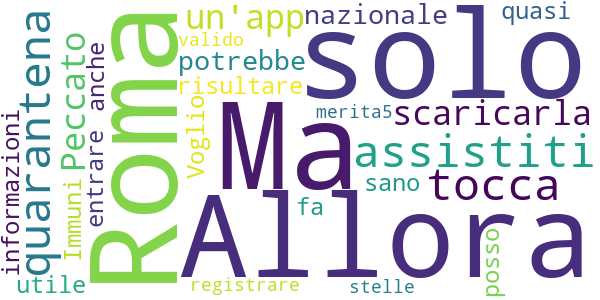 un'app
nazionale
quasi
valido
potrebbe
solo
risultare
Roma
quarantena
Peccato
anche
Voglio
Ma
merita5
scaricarla
assistiti
informazioni
entrare
Immuni
sano
tocca
fa
Allora
utile
registrare
stelle
posso